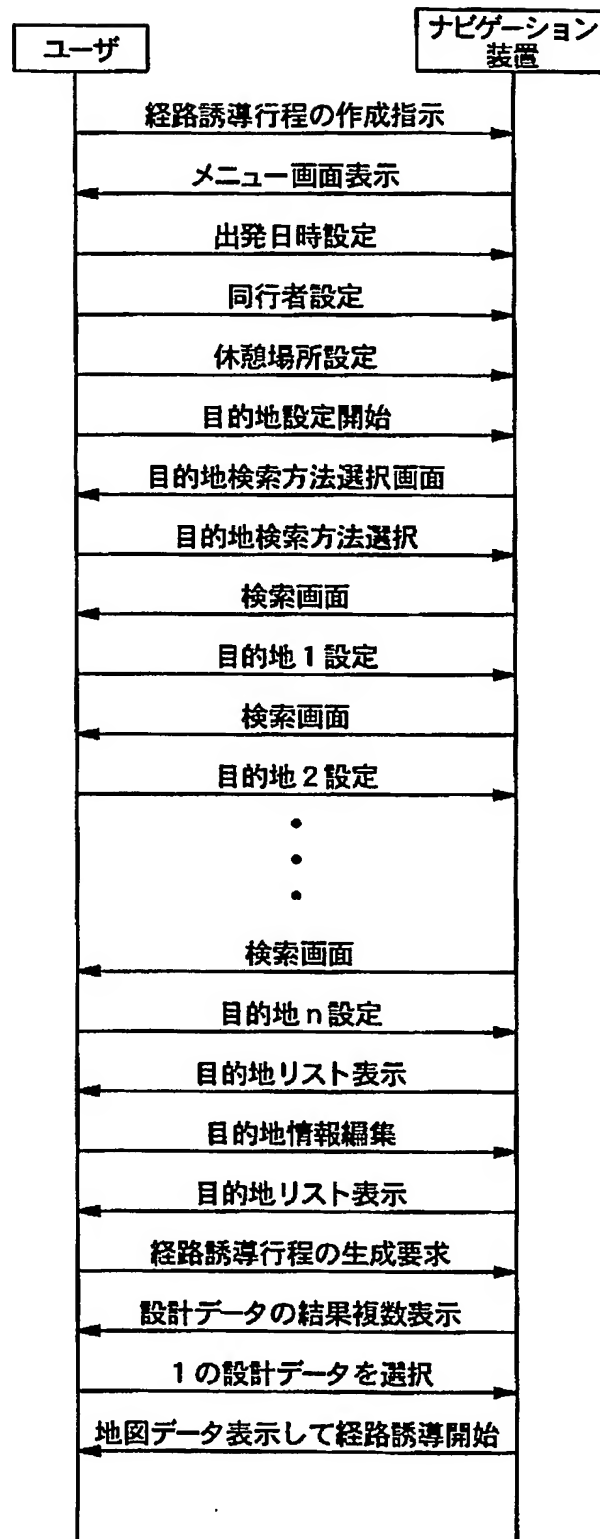 ユーザ
ナビゲーション
装置
経路誘導行程の作成指示
メニュー画面表示
出発日時設定
同行者設定
休憩場所設定
目的地設定開始
目的地検索方法選択画面
目的地検索方法選択
検索画面
目的地1設定
検索画面
目的地2設定
検索画面
目的地n設定
目的地リスト表示
目的地情報編集
目的地リスト表示
経路誘導行程の生成要求
設計データの結果複数表示
1の設計データを選択
地図データ表示して経路誘導開始